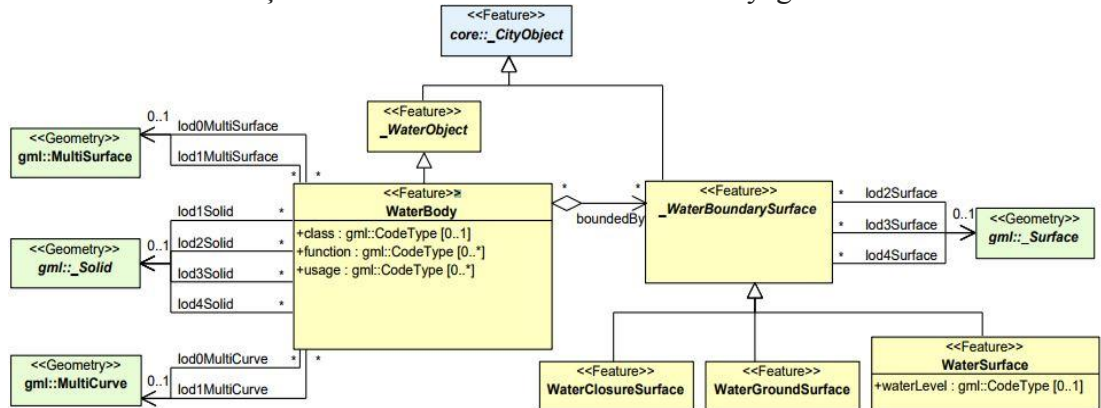 <<Feature>>
core::_CityObject
<<Feature>>
_WaterObject
<<Geometry>>
gml::MultiSurface
0..1
lod0MultiSurface
lod1MultiSurface
* *
<<Feature>>
WaterBody
+class : gml::CodeType [0..1]
+function : gml::CodeType [0..*]
+usage : gml::CodeType [0..*]
<<Geometry>>
gml::_Solid
0..1
lod1Solid *
lod2Solid *
lod3Solid *
lod4Solid *
<<Geometry>>
gml::MultiCurve
0..1
lod0MultiCurve
lod1MultiCurve
* *
* *
boundedBy
<<Feature>>
_WaterBoundarySurface
* lod2Surface
* lod3Surface
* lod4Surface
0..1
<<Geometry>>
gml::_Surface
<<Feature>>
WaterClosureSurface
<<Feature>>
WaterGroundSurface
<<Feature>>
WaterSurface
+waterLevel : gml::CodeType [0..1]